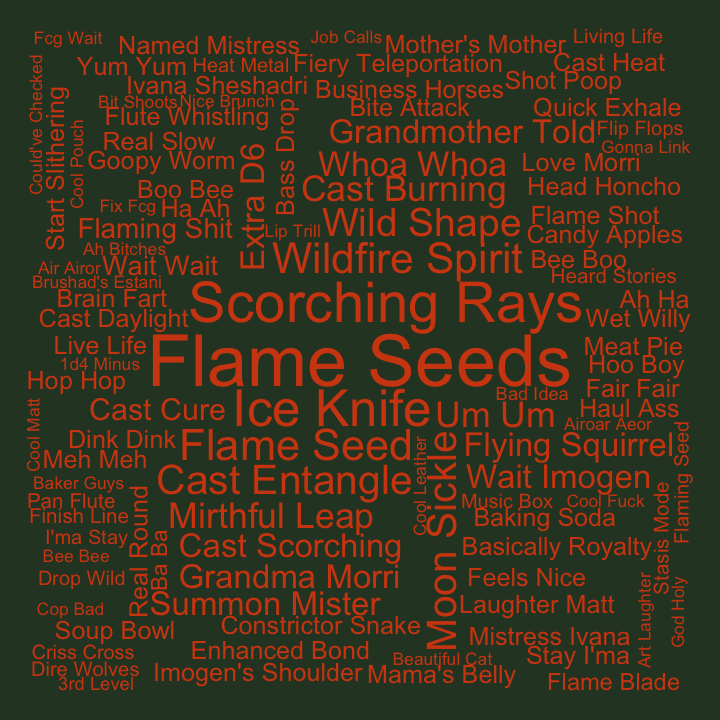 Fcg Wait
Named Mistress
Job Calls
Mother's Mother
Living Life
Yum Yum
Heat Metal
Fiery Teleportation
Cast Heat
Could've Checked
Ivana Sheshadri
Business Horses
Shot Poop
Start Slithering
Bit Shoots
Nice Brunch
Bite Attack
Quick Exhale
Flute Whistling
Bass Drop
Cool Pouch
Real Slow
Grandmother Told
Flip Flops
Gonna Link
Goopy Worm
Extra D6
Whoa Whoa
Love Morri
Boo Bee
Cast Burning
Head Honcho
Fix Fcg
Ha Ah
Flaming Shit
Lip Trill
Wild Shape
Flame Shot
Candy Apples
Ah Bitches
Air Airor
Wait Wait
Wildfire Spirit
Bee Boo
Heard Stories
Brushad's Estani
Brain Fart
Scorching Rays
Ah Ha
Cast Daylight
Wet Willy
Live Life
Flame Seeds
Meat Pie
1d4 Minus
Hoo Boy
Hop Hop
Bad Idea
Fair Fair
Cast Cure
Ice Knife
Um Um
Haul Ass
Airoar Aeor
Cool Matt
Dink Dink
Flame Seed
Cool Leather
Flying Squirrel
Flaming Seed
Meh Meh
Cast Entangle
Moon Sickle
Wait Imogen
Baker Guys
Pan Flute
Music Box
Cool Fuck
Finish Line
Mirthful Leap
Baking Soda
Stasis Mode
I'ma Stay
Real Round
Ba Ba
Cast Scorching
Basically Royalty
Bee Bee
Drop Wild
Grandma Morri
Feels Nice
Cop Bad
Summon Mister
Laughter Matt
Art Laughter
God Holy
Soup Bowl
Constrictor Snake
Mistress Ivana
Criss Cross
Enhanced Bond
Beautiful Cat
Stay I'ma
Dire Wolves
Imogen's Shoulder
Mama's Belly
3rd Level
Flame Blade